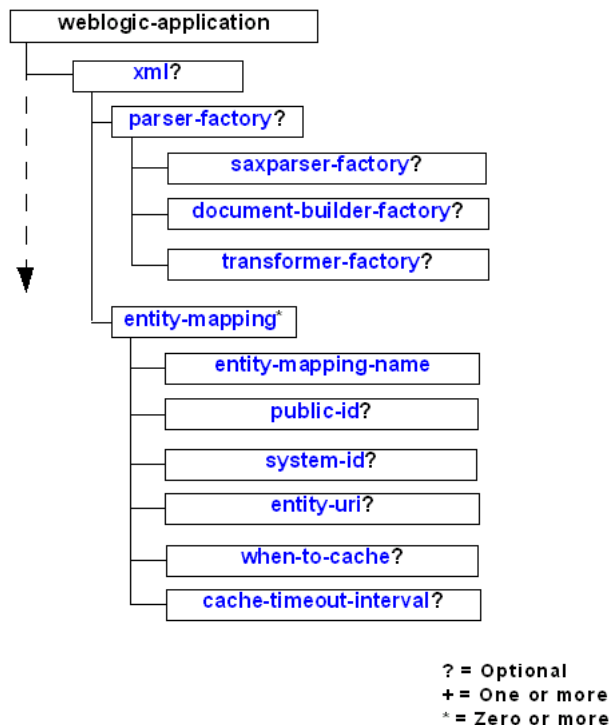 weblogic-application
xml?
parser-factory?
saxparser-factory?
document-builder-factory?
transformer-factory?
entity-mapping*
entity-mapping-name
public-id?
system-id?
entity-uri?
when-to-cache?
cache-timeout-interval?
? = Optional
+ = One or more
* = Zero or more